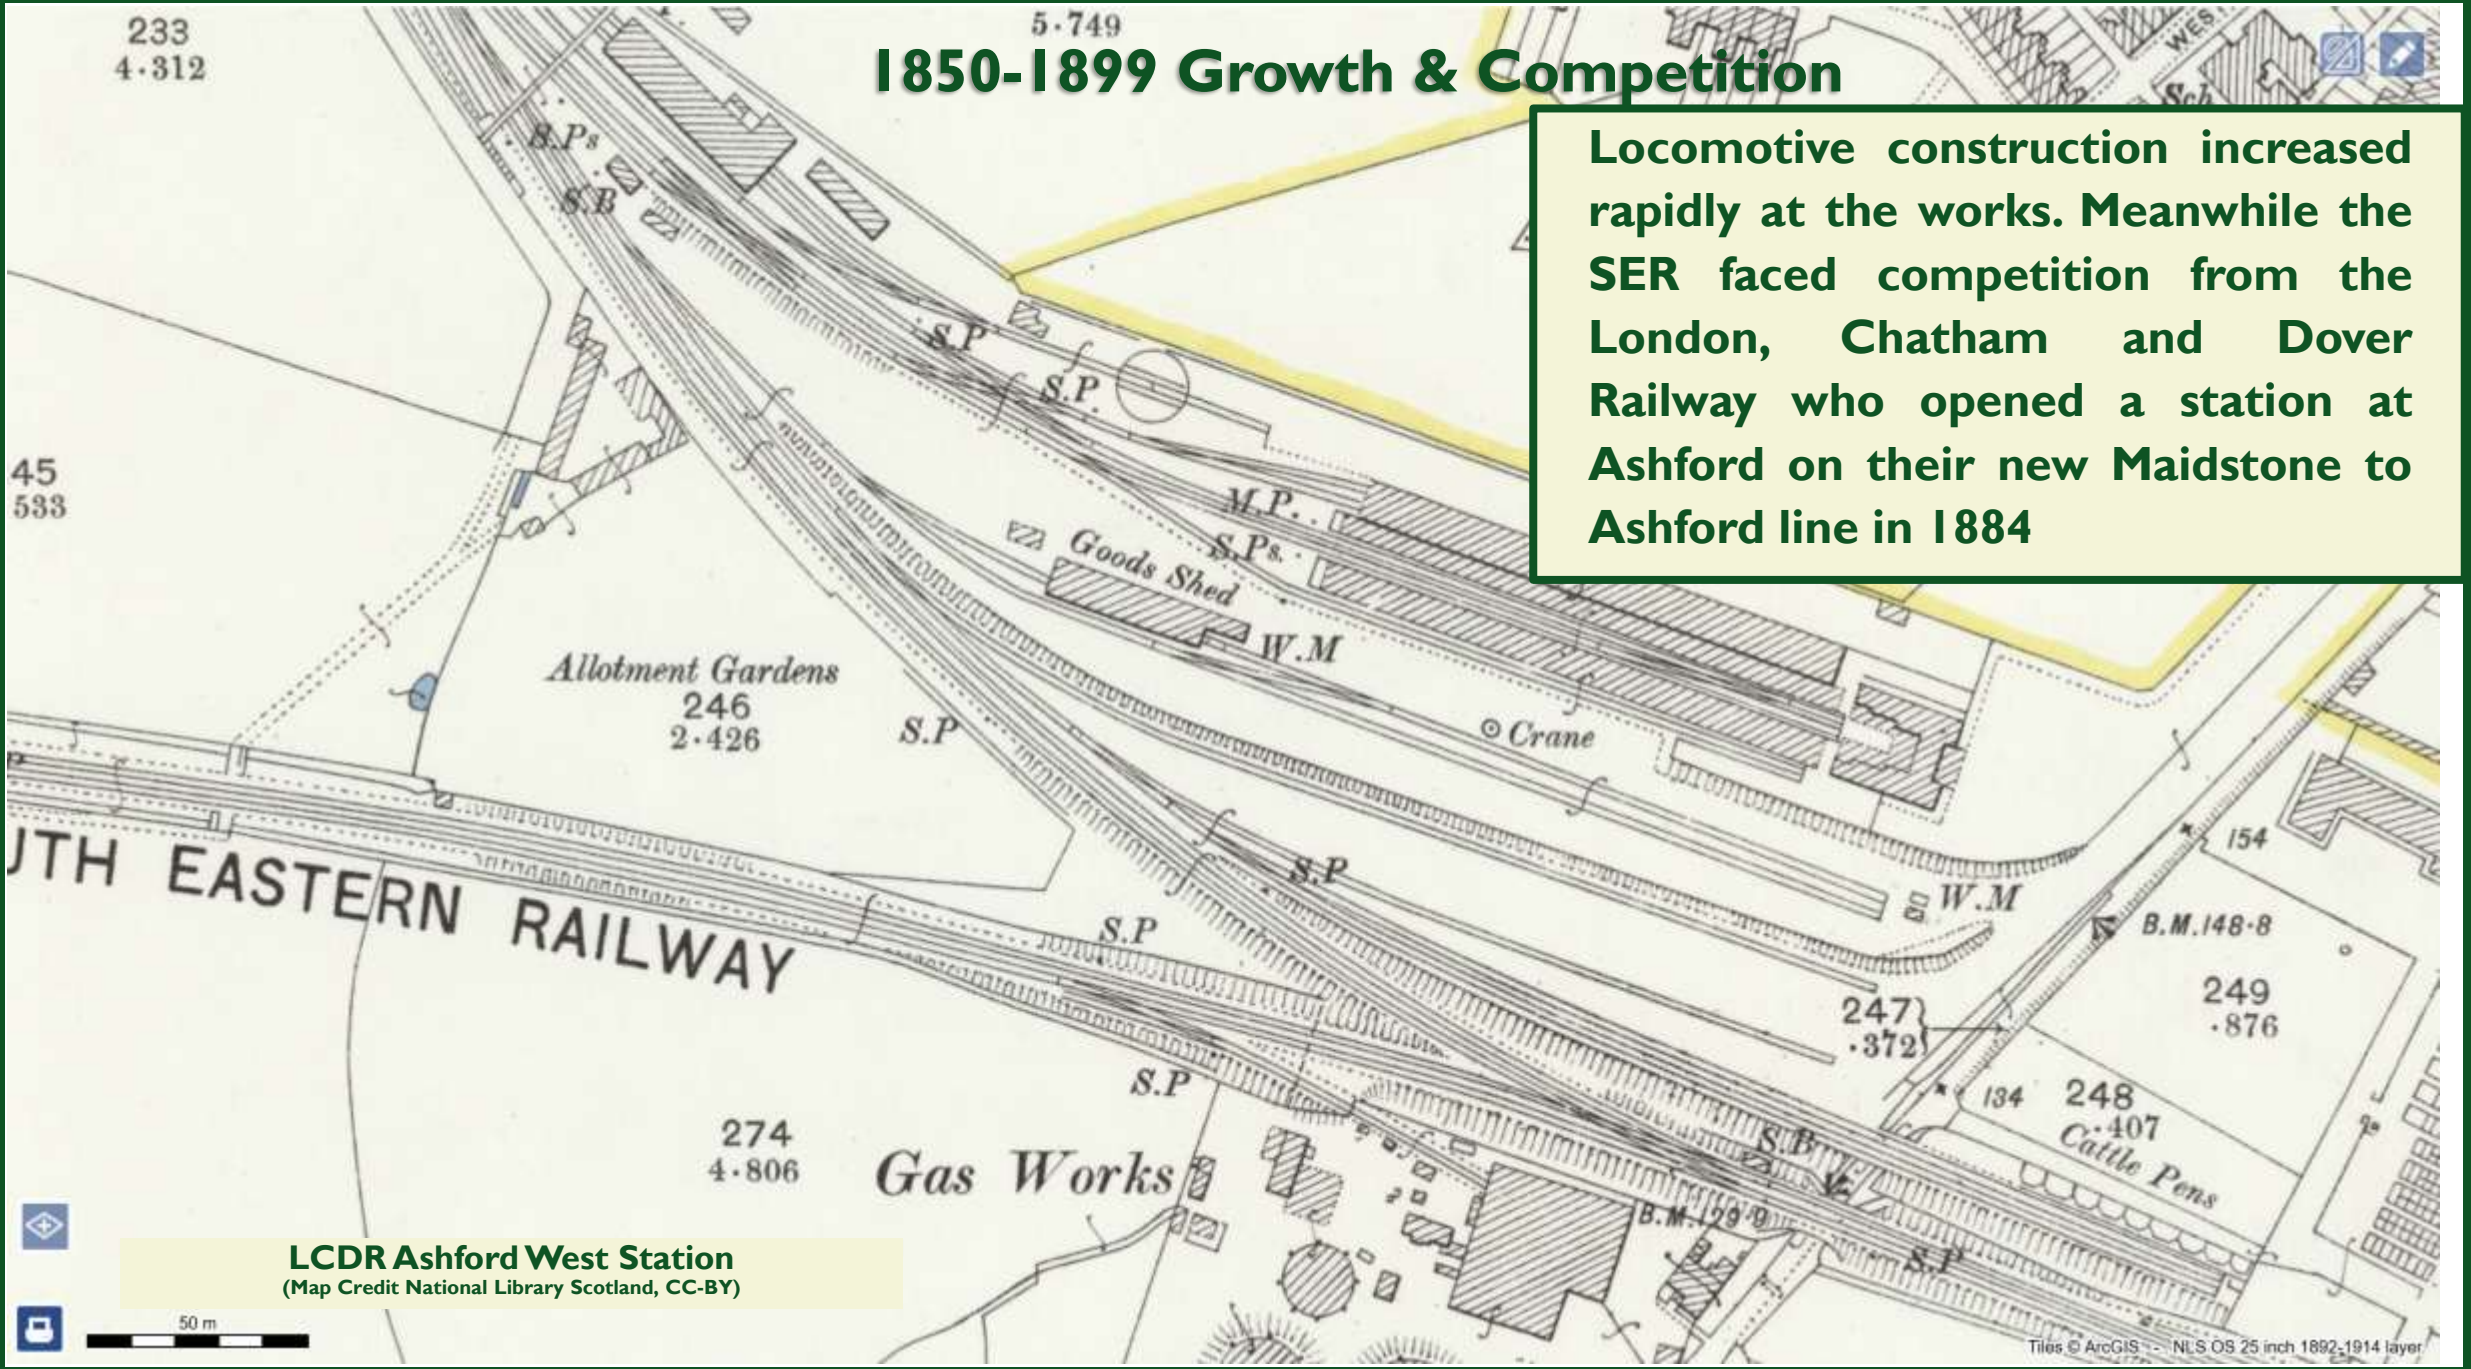 233
4·312
5·749
1850-1899 Growth & Competition
WEST
Sch
Locomotive construction increased
rapidly at the works. Meanwhile the
SER faced competition from the
London, Chatham and Dover
Railway who opened a station at
Ashford on their new Maidstone to
Ashford line in 1884
B.Ps
S.B
S.P
S.P.
45
533
M.P.
S.Ps.
Goods Shed
W.M
Allotment Gardens
246
2·426
S.P
Crane
UTH EASTERN RAILWAY
S.P
S.P
W.M
154
B.M.148·8
249
·876
247
·372
S.P
134
248
·407
Cattle Pens
274
4·806
Gas Works
S.B
B.M.129·9
S.P
LCDR Ashford West Station
(Map Credit National Library Scotland, CC-BY)
50 m
Tiles © ArcGIS - NLS OS 25 inch 1892-1914 layer